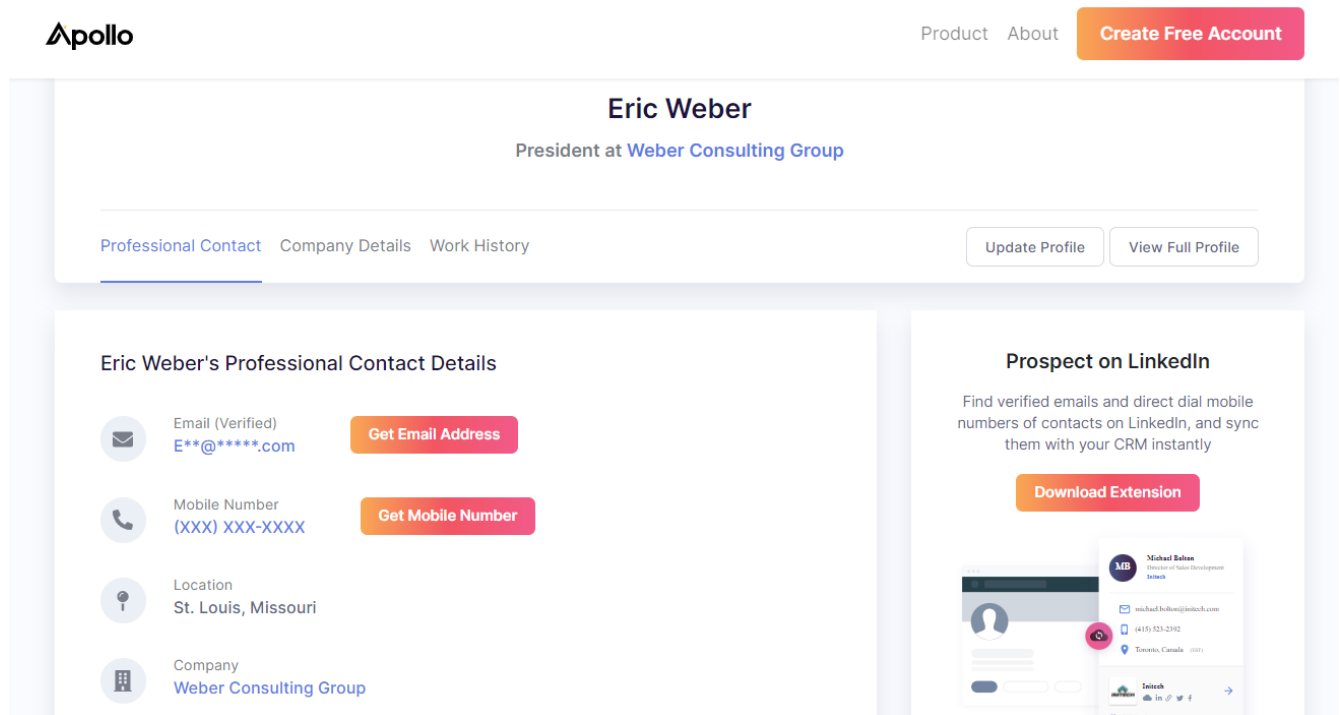 Apollo
Product About Create Free Account
Eric Weber
President at Weber Consulting Group
Professional Contact Company Details Work History
Update Profile View Full Profile
Eric Weber's Professional Contact Details
Email (Verified)
E**@*****.com
Get Email Address
Mobile Number
(XXX) XXX-XXXX
Get Mobile Number
Location
St. Louis, Missouri
Company
Weber Consulting Group
Prospect on LinkedIn
Find verified emails and direct dial mobile
numbers of contacts on LinkedIn, and sync
them with your CRM instantly
Download Extension
MB
Michael Bolton
Director of Sales Development
Initech
michael.bolton@initech.com
(415) 523-2392
Toronto, Canada
Initech